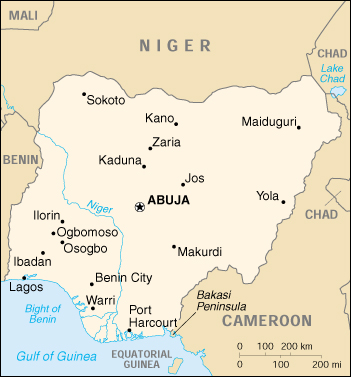 MALI
NIGER
CHAD
Lake
Chad
Sokoto
Kano
Maiduguri
Zaria
Kaduna
BENIN
Jos
Niger
ABUJA
Yola
CHAD
Ilorin
Ogbomoso
Osogbo
Makurdi
Ibadan
Benin City
Lagos
Warri
Port
Harcourt
Bakasi
Peninsula
Bight of
Benin
CAMEROON
Gulf of Guinea
EQUATORIAL
GUINEA
0 100 200 km
0 100 200 mi